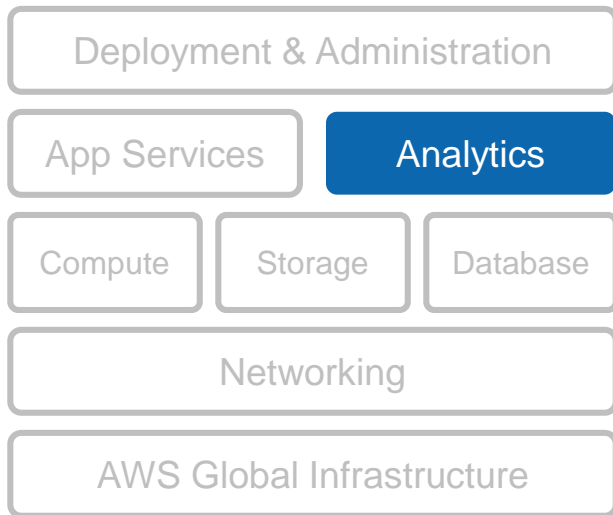 Deployment & Administration
App Services Analytics
Compute Storage Database
Networking
AWS Global Infrastructure